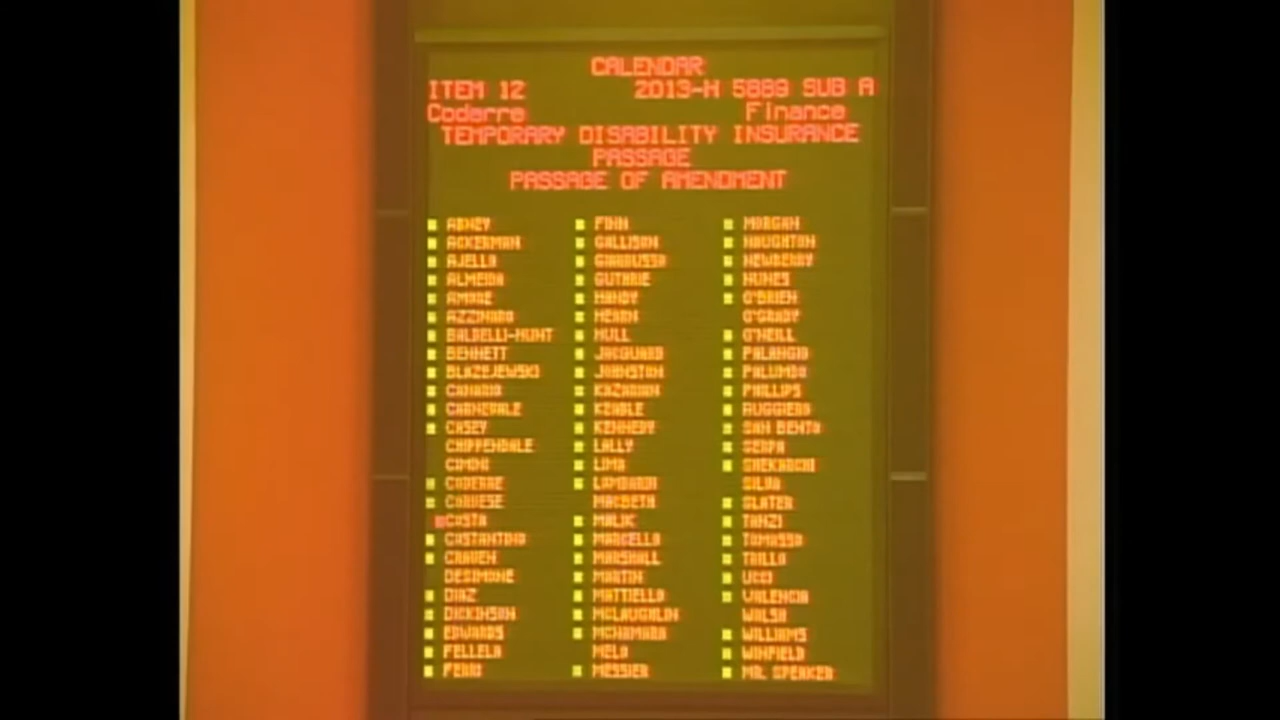 CALENDAR
ITEM 12 2013-H 5889 SUB A
Coderre Finance
TEMPORARY DISABILITY INSURANCE
PASSAGE
PASSAGE OF AMENDMENT
ABNEY FINN MORGAN
ACKERMAN GALLISON NAUGHTON
AJELLO GIARUSSO NEWBERRY
ALMEIDA GUTHRIE NUNES
AMORE HANDY O'BRIEN
AZZINARO HEARN O'GRADY
BALDELLI-HUNT HULL O'NEILL
BENNETT JACQUARD PALANGIO
BLAZEJEWSKI JOHNSTON PALUMBO
CANARIO KAZARIAN PHILLIPS
CARNEVALE KEABLE RUGGIERO
CASEY KENNEDY SAN BENTO
CHIPPENDALE LALLY SERPA
CIMINI LIMA SHEKARCHI
CODERRE LOMBARDI SILVA
CORVESE MACBETH SLATER
COSTA MALIK TANZI
COSTANTINO MARCELLO TOMASSO
CRAVEN MARSHALL TRILLO
DESIMONE MARTIN UCCI
DIAZ MATTIELLO VALENCIA
DICKINSON MCLAUGHLIN WALSH
EDWARDS MCNAMARA WILLIAMS
FELLELA MELO WINFIELD
FERRI MESSIER MR. SPEAKER